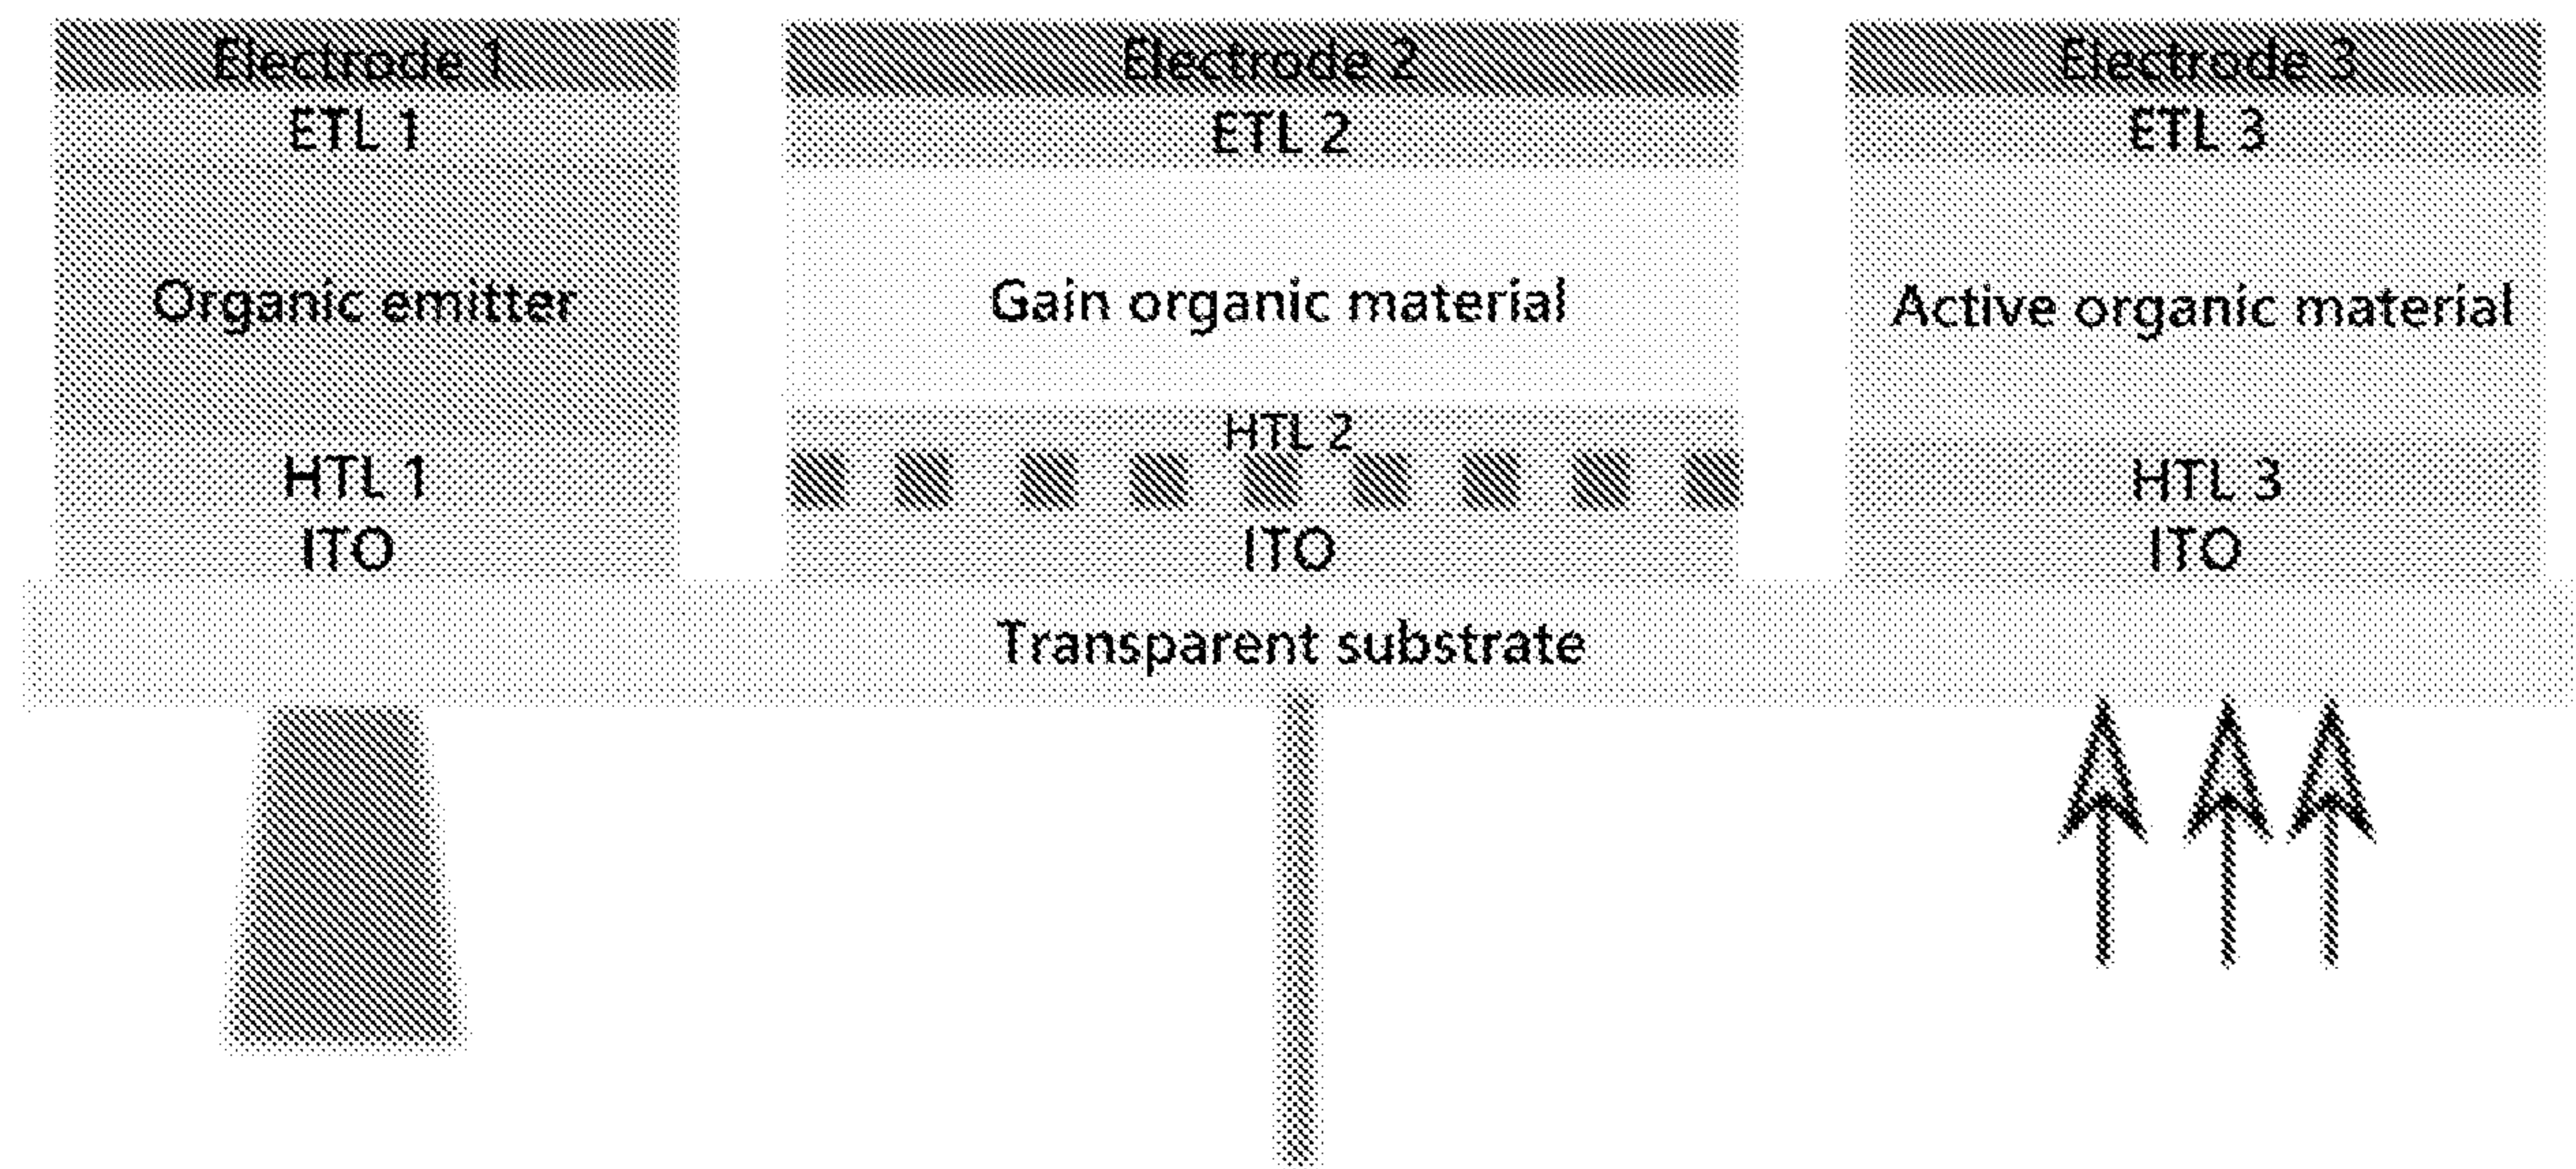 Electrode 1
ETL 1
Organic emitter
HTL 1
ITO
Electrode 2
ETL 2
Gain organic material
HTL 2
ITO
Electrode 3
ETL 3
Active organic material
HTL 3
ITO
Transparent substrate